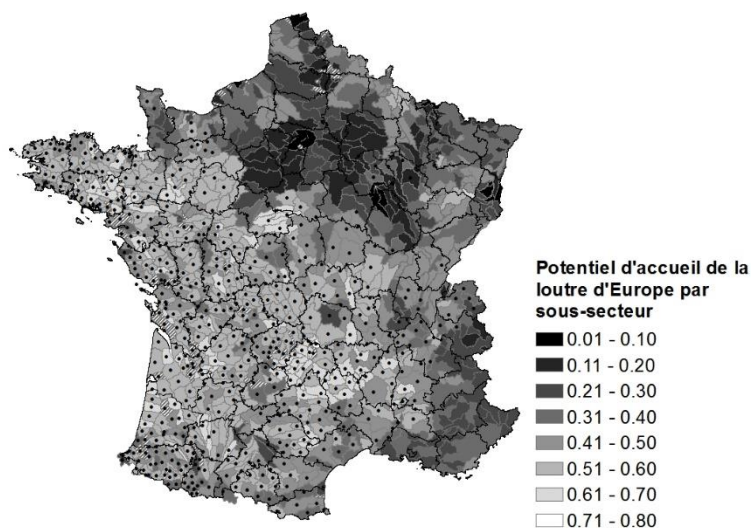 Potentiel d'accueil de la
loutre d'Europe par
sous-secteur
0.01 - 0.10
0.11 - 0.20
0.21 - 0.30
0.31 - 0.40
0.41 - 0.50
0.51 - 0.60
0.61 - 0.70
0.71 - 0.80